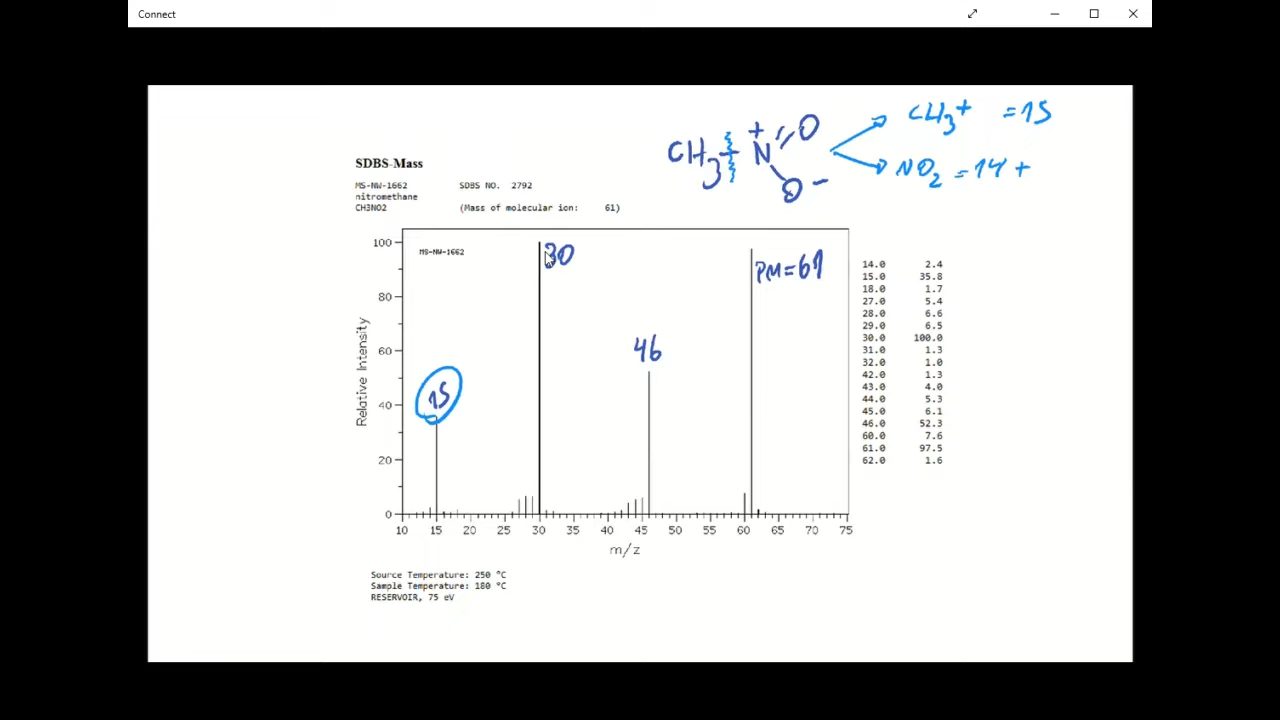 Connect
CH3 N + O O −
CH3+ = 15
NO2 = 14 +
SDBS-Mass
MS-NW-1662 SDBS NO. 2792
nitromethane
CH3NO2 (Mass of molecular ion: 61)
MS-NW-1662
30
PM=61
46
15
Relative Intensity
100
80
60
40
20
0
10 15 20 25 30 35 40 45 50 55 60 65 70 75
m/z
14.0 2.4
15.0 35.8
18.0 1.7
27.0 5.4
28.0 6.6
29.0 6.5
30.0 100.0
31.0 1.3
32.0 1.0
42.0 1.3
43.0 4.0
44.0 5.3
45.0 6.1
46.0 52.3
60.0 7.6
61.0 97.5
62.0 1.6
Source Temperature: 250 °C
Sample Temperature: 180 °C
RESERVOIR, 75 eV